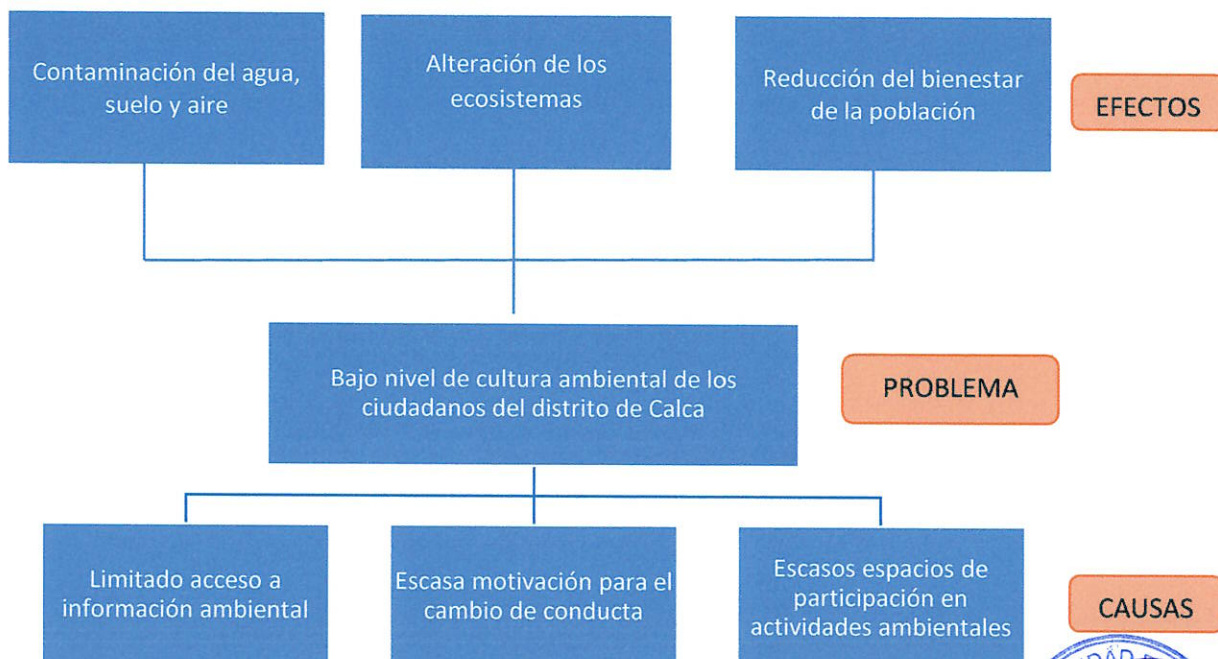 Contaminación del agua,
suelo y aire
Alteración de los
ecosistemas
Reducción del bienestar
de la población
EFECTOS
Bajo nivel de cultura ambiental de los
ciudadanos del distrito de Calca
PROBLEMA
Limitado acceso a
información ambiental
Escasa motivación para el
cambio de conducta
Escasos espacios de
participación en
actividades ambientales
CAUSAS